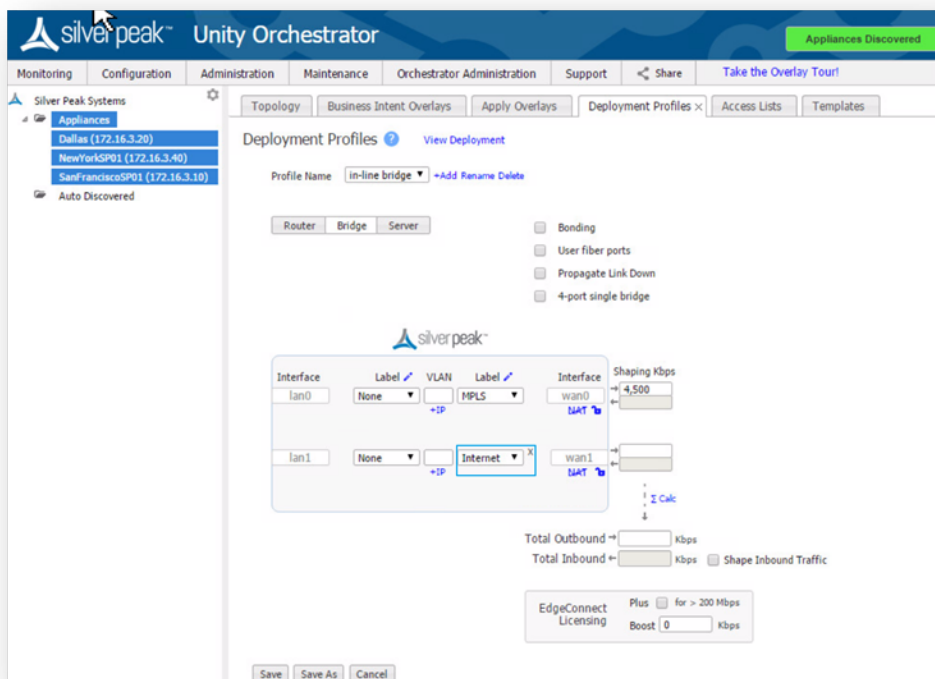 silver peak™ Unity Orchestrator
Appliances Discovered
Monitoring Configuration Administration Maintenance Orchestrator Administration Support Share Take the Overlay Tour!
Silver Peak Systems
Appliances
Dallas (172.16.3.20)
NewYorkSP01 (172.16.3.40)
SanFranciscoSP01 (172.16.3.10)
Auto Discovered
Topology Business Intent Overlays Apply Overlays Deployment Profiles × Access Lists Templates
Deployment Profiles ? View Deployment
Profile Name in-line bridge +Add Rename Delete
Router Bridge Server
Bonding
User fiber ports
Propagate Link Down
4-port single bridge
silver peak™
Interface Label VLAN Label Interface Shaping Kbps
lan0 None MPLS wan0 4,500
+IP NAT
lan1 None Internet X wan1
+IP NAT
Σ Calc
Total Outbound Kbps
Total Inbound Kbps Shape Inbound Traffic
EdgeConnect Licensing
Plus for > 200 Mbps
Boost 0 Kbps
Save Save As Cancel